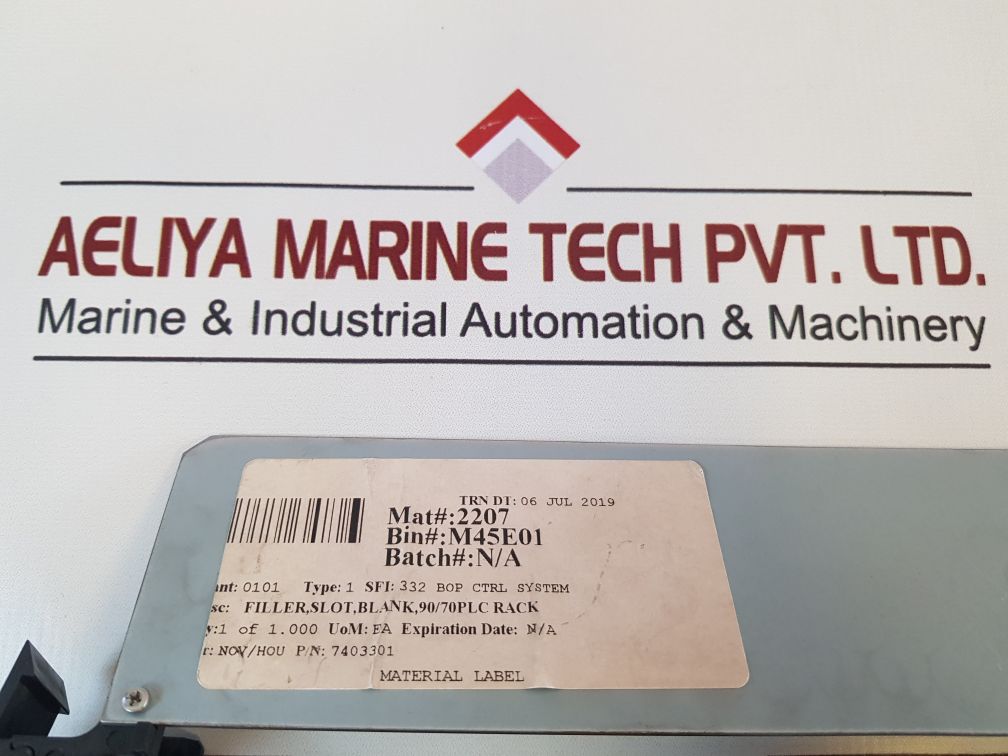 AELIYA MARINE TECH PVT. LTD.
Marine & Industrial Automation & Machinery
TRN DT: 06 JUL 2019
Mat#:2207
Bin#:M45E01
Batch#:N/A
nt: 0101 Type: 1 SFI: 332 BOP CTRL SYSTEM
sc: FILLER,SLOT,BLANK,90/70PLC RACK
y:1 of 1.000 UoM: EA Expiration Date: N/A
r: NOV/HOU P/N: 7403301
MATERIAL LABEL